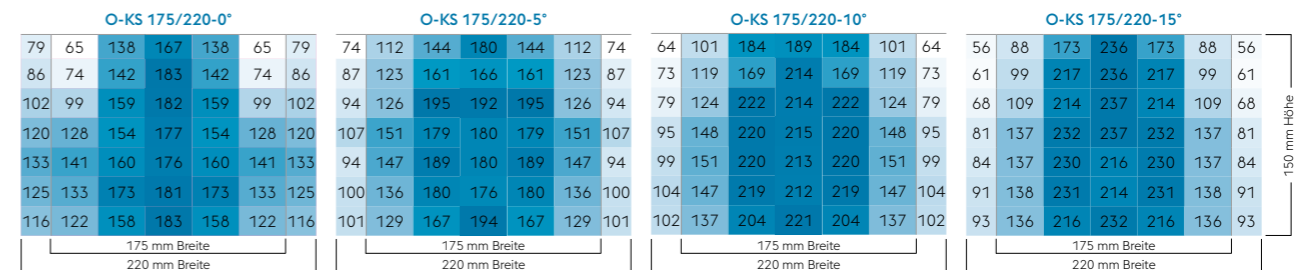 O-KS 175/220-0° O-KS 175/220-5° O-KS 175/220-10° O-KS 175/220-15°
79 65 138 167 138 65 79 74 112 144 180 144 112 74 64 101 184 189 184 101 64 56 88 173 236 173 88 56
86 74 142 183 142 74 86 87 123 161 166 161 123 87 73 119 169 214 169 119 73 61 99 217 236 217 99 61
102 99 159 182 159 99 102 94 126 195 192 195 126 94 79 124 222 214 222 124 79 68 109 214 237 214 109 68
120 128 154 177 154 128 120 107 151 179 180 179 151 107 95 148 220 215 220 148 95 81 137 232 237 232 137 81
133 141 160 176 160 141 133 94 147 189 180 189 147 94 99 151 220 213 220 151 99 84 137 230 216 230 137 84
125 133 173 181 173 133 125 100 136 180 176 180 136 100 104 147 219 212 219 147 104 91 138 231 214 231 138 91
116 122 158 183 158 122 116 101 129 167 194 167 129 101 102 137 204 221 204 137 102 93 136 216 232 216 136 93
150 mm Höhe
175 mm Breite 175 mm Breite 175 mm Breite 175 mm Breite
220 mm Breite 220 mm Breite 220 mm Breite 220 mm Breite